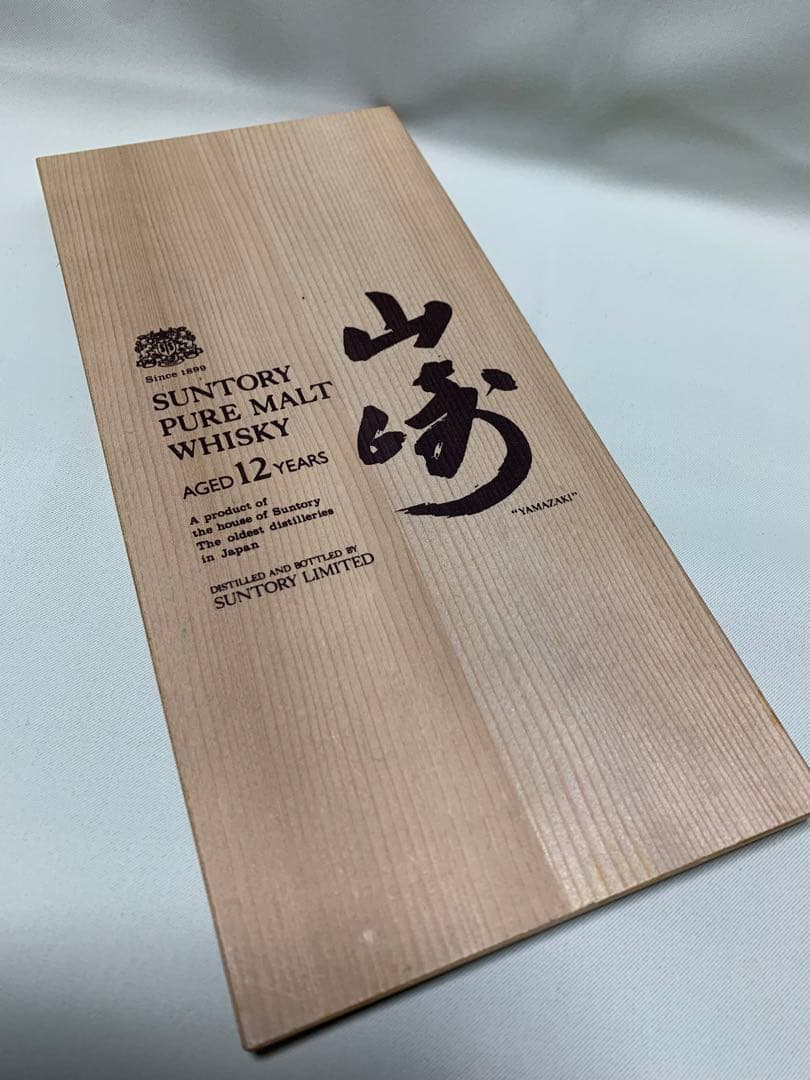 Since 1899
SUNTORY
PURE MALT
WHISKY
AGED 12 YEARS
A product of
the house of Suntory
The oldest distilleries
in Japan
DISTILLED AND BOTTLED BY
SUNTORY LIMITED
山崎
"YAMAZAKI"